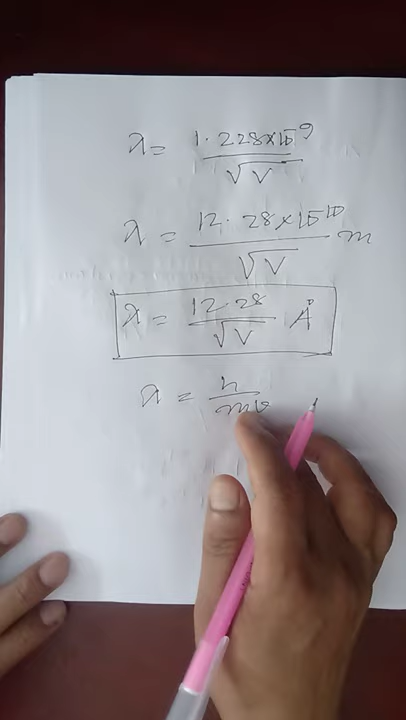 λ = 1.228×10⁻⁹ / √V
λ = 12.28×10⁻¹⁰ / √V m
λ = 12.28 / √V Å
λ = h / mv